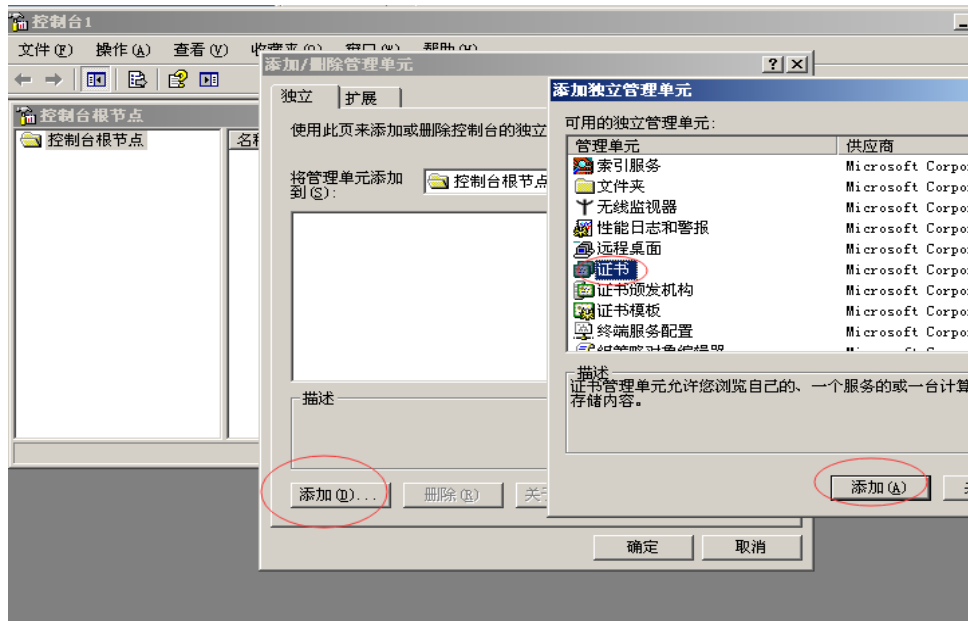 控制台1
文件(F) 操作(A) 查看(V)
添加/删除管理单元
控制台根节点
控制台根节点
独立 扩展
使用此页来添加或删除控制台的独立
将管理单元添加到(S):
控制台根节点
描述
添加(D)... 删除(R)
确定 取消
添加独立管理单元
可用的独立管理单元:
管理单元 供应商
索引服务 Microsoft
文件夹 Microsoft
无线监视器 Microsoft
性能日志和警报 Microsoft
远程桌面 Microsoft
证书 Microsoft
证书颁发机构 Microsoft
证书模板 Microsoft
终端服务配置 Microsoft
描述
证书管理单元允许您浏览自己的、一个服务的或一台计算
存储内容。
添加(A)